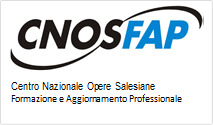 CNOSFAP
Centro Nazionale Opere Salesiane
Formazione e Aggiornamento Professionale